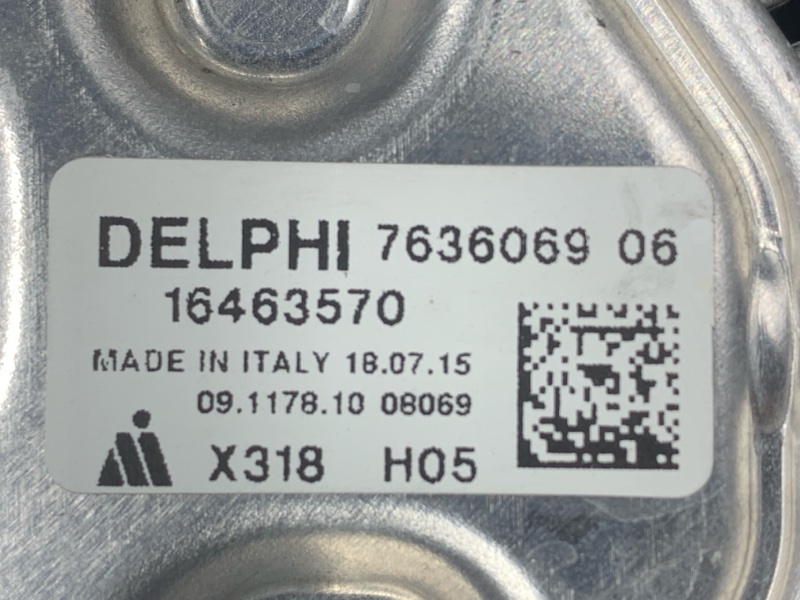 DELPHI 7636069 06
16463570
MADE IN ITALY 18.07.15
09.1178.10 08069
X318 H05